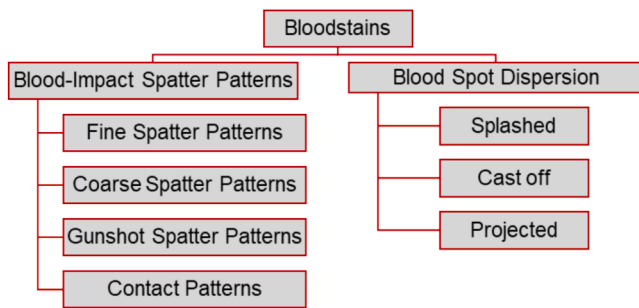 Bloodstains
Blood-Impact Spatter Patterns
Fine Spatter Patterns
Coarse Spatter Patterns
Gunshot Spatter Patterns
Contact Patterns
Blood Spot Dispersion
Splashed
Cast off
Projected